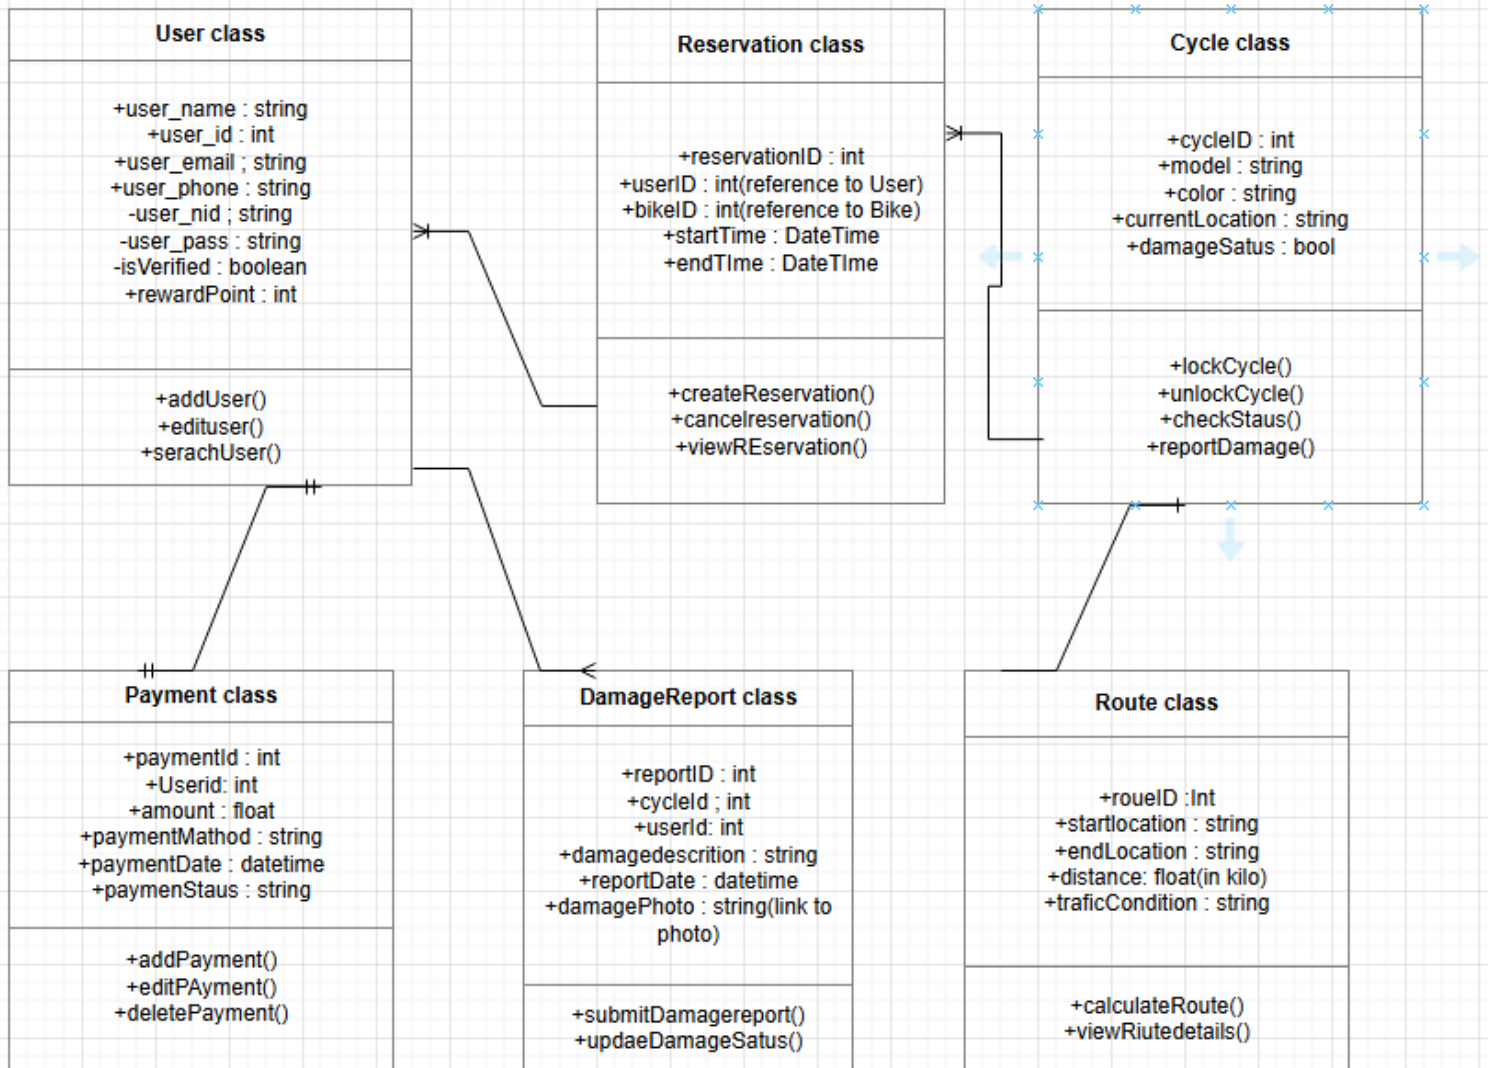 User class
+user_name : string
+user_id : int
+user_email ; string
+user_phone : string
-user_nid ; string
-user_pass : string
-isVerified : boolean
+rewardPoint : int
+addUser()
+edituser()
+serachUser()
Reservation class
+reservationID : int
+userID : int(reference to User)
+bikeID : int(reference to Bike)
+startTime : DateTime
+endTIme : DateTIme
+createReservation()
+cancelreservation()
+viewREservation()
Cycle class
+cycleID : int
+model : string
+color : string
+currentLocation : string
+damageSatus : bool
+lockCycle()
+unlockCycle()
+checkStaus()
+reportDamage()
Payment class
+paymentId : int
+Userid: int
+amount : float
+paymentMathod : string
+paymentDate : datetime
+paymenStaus : string
+addPayment()
+editPAyment()
+deletePayment()
DamageReport class
+reportID : int
+cycleId ; int
+userId: int
+damagedescrition : string
+reportDate : datetime
+damagePhoto : string(link to
photo)
+submitDamagereport()
+updaeDamageSatus()
Route class
+roueID :Int
+startlocation : string
+endLocation : string
+distance: float(in kilo)
+traficCondition : string
+calculateRoute()
+viewRiutedetails()